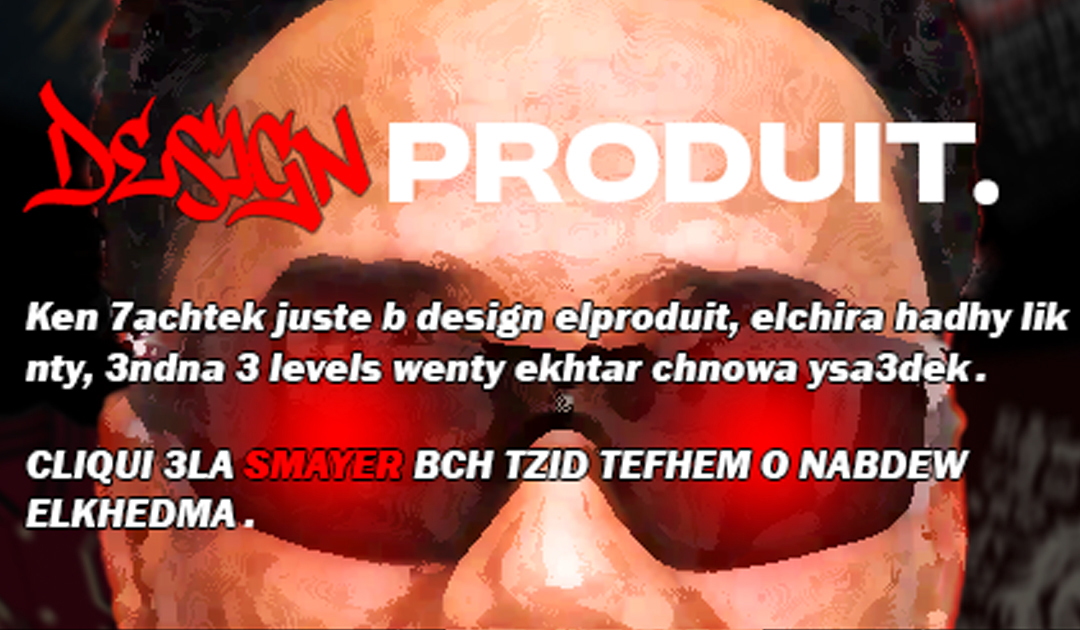 DESIGN PRODUIT.
Ken 7achtek juste b design elproduit, elchira hadhy lik
nty, 3ndna 3 levels wenty ekhtar chnowa ysa3dek.
CLIQUI 3LA SMAYER BCH TZID TEFHEM O NABDEW
ELKHEDMA.